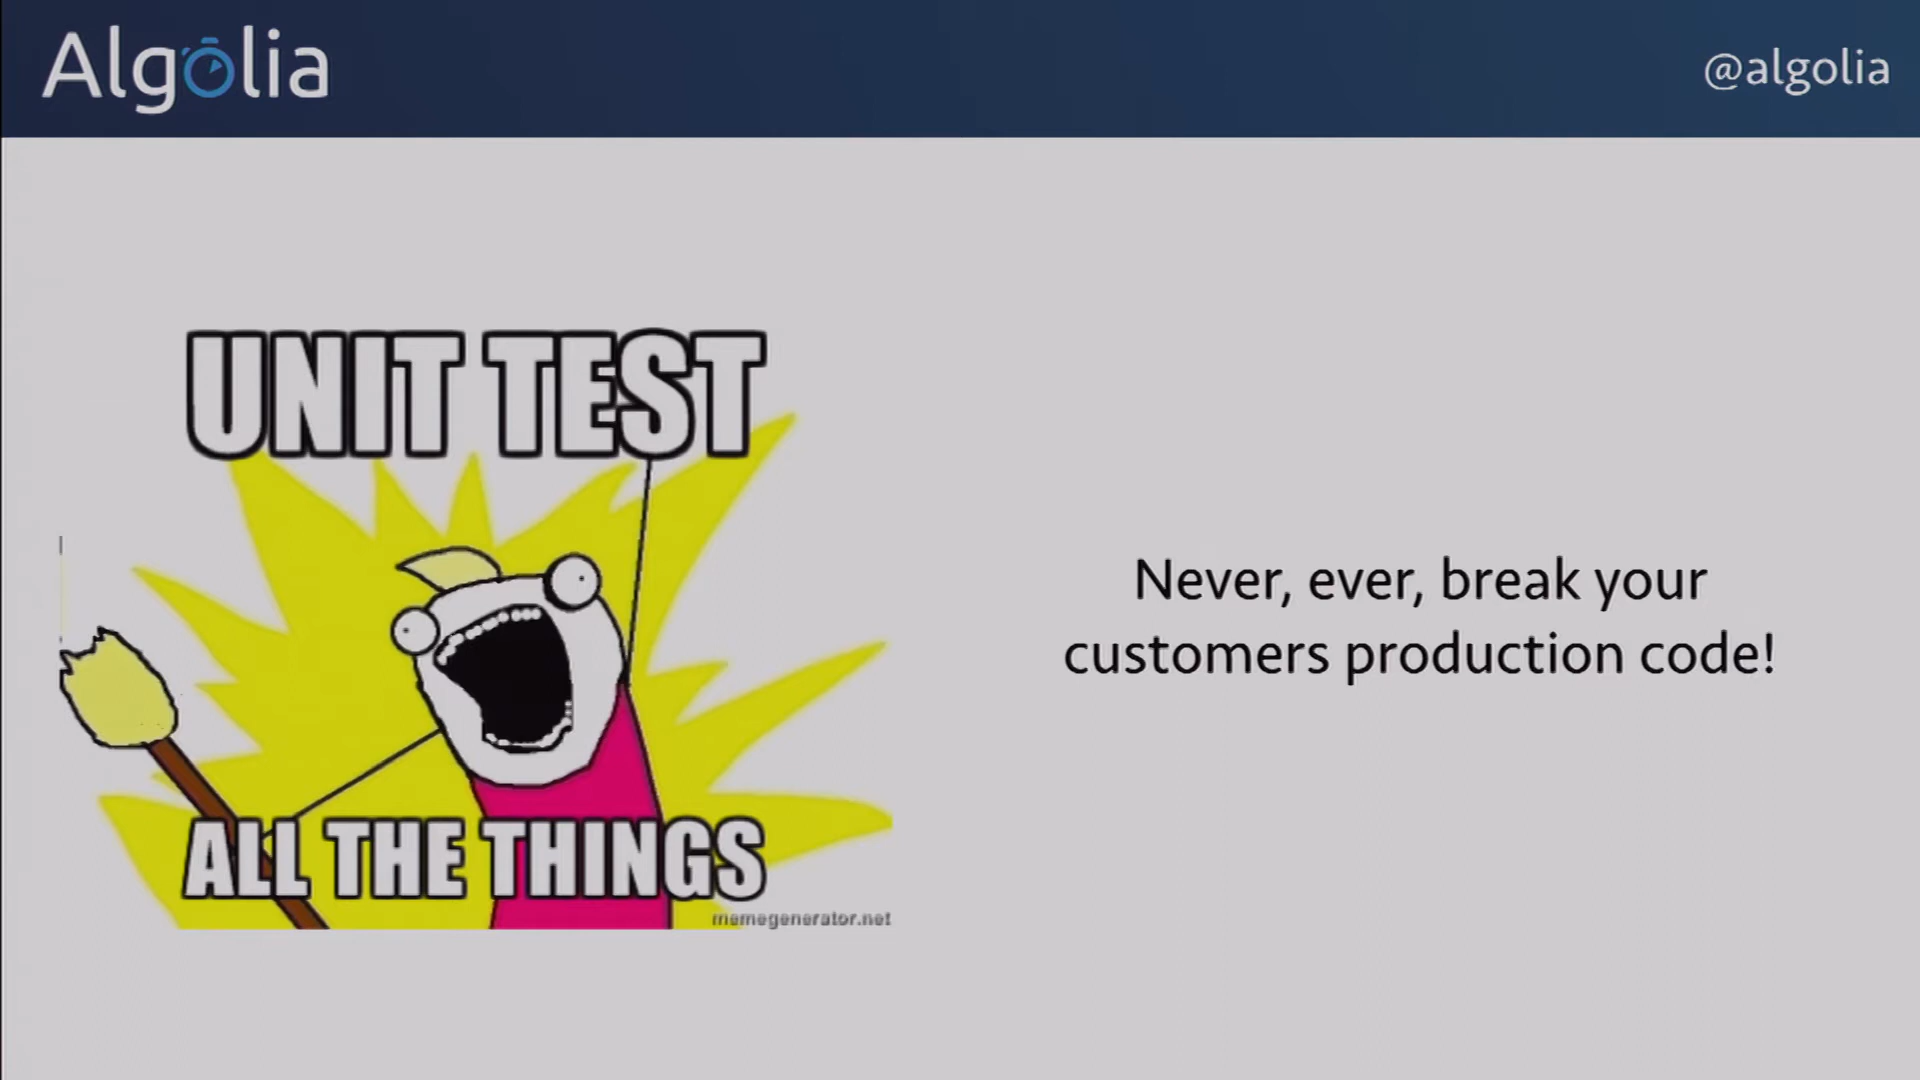 Algolia
@algolia
UNIT TEST
ALL THE THINGS
memegenerator.net
Never, ever, break your
customers production code!